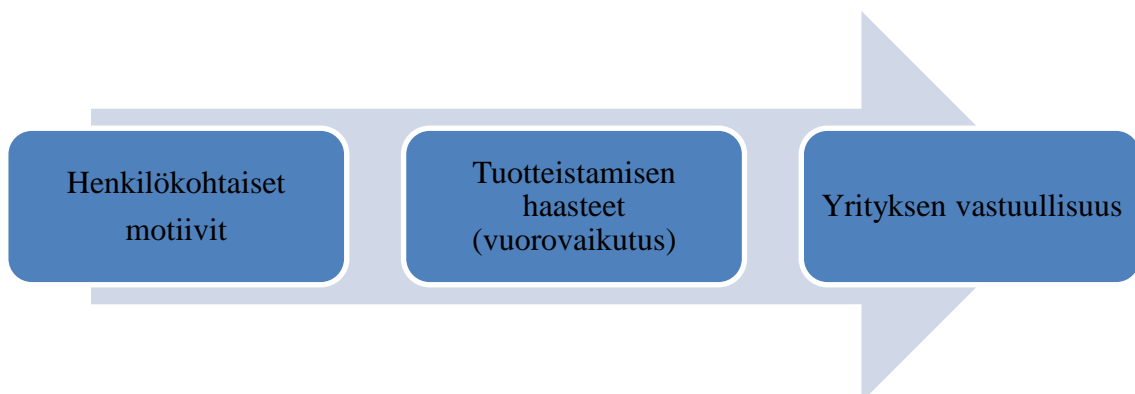 Henkilökohtaiset
motiivit
Tuotteistamisen
haasteet
(vuorovaikutus)
Yrityksen vastuullisuus